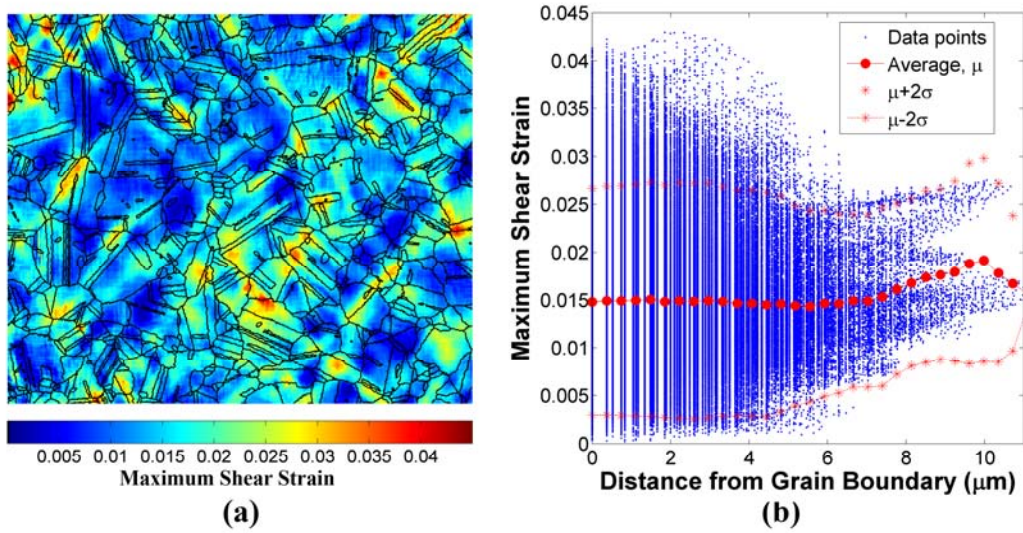 0.005 0.01 0.015 0.02 0.025 0.03 0.035 0.04
Maximum Shear Strain
(a)
0.045
0.04
0.035
0.03
0.025
0.02
0.015
0.01
0.005
0
Maximum Shear Strain
Data points
Average, μ
μ+2σ
μ-2σ
0 2 4 6 8 10
Distance from Grain Boundary (μm)
(b)